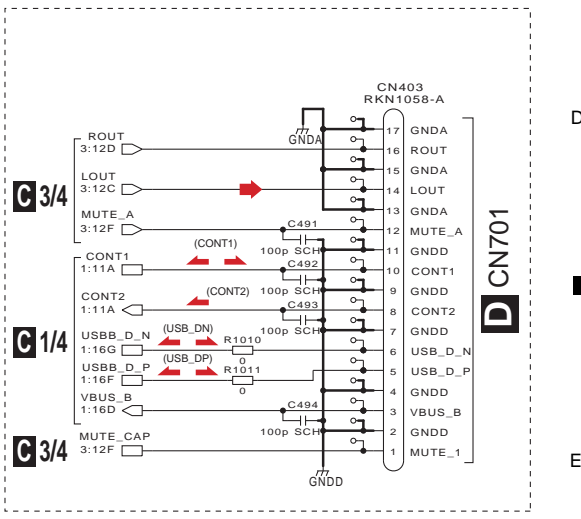 CN403
RKN1058-A
D
GNDA
17 GNDA
ROUT
3:12D
16 ROUT
15 GNDA
LOUT
3:12C
14 LOUT
C 3/4
13 GNDA
MUTE_A
3:12F
C491
100p SCH
12 MUTE_A
11 GNDD
CONT1
1:11A
(CONT1)
C492
100p SCH
10 CONT1
9 GNDD
CONT2
1:11A
(CONT2)
C493
100p SCH
8 CONT2
7 GNDD
C 1/4
USBB_D_N
1:16G
(USB_DN)
R1010
0
6 USB_D_N
USBB_D_P
1:16F
(USB_DP)
R1011
0
5 USB_D_P
4 GNDD
VBUS_B
1:16D
C494
100p SCH
3 VBUS_B
2 GNDD
C 3/4
MUTE_CAP
3:12F
1 MUTE_1
GNDD
D CN701
E